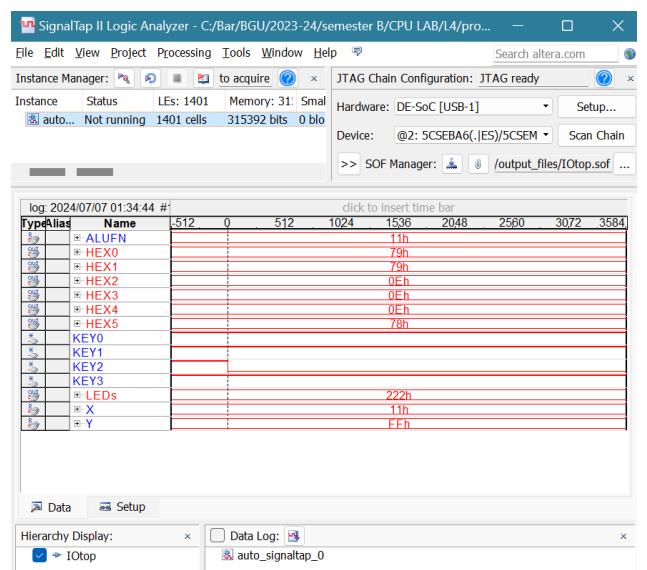 SignalTap II Logic Analyzer - C:/Bar/BGU/2023-24/semester B/CPU LAB/L4/pro...
File Edit View Project Processing Tools Window Help Search altera.com
Instance Manager: to acquire ×
Instance Status LEs: 1401 Memory: 31! Smal
auto... Not running 1401 cells 315392 bits 0 blo
JTAG Chain Configuration: JTAG ready ×
Hardware: DE-SoC [USB-1] Setup...
Device: @2: 5CSEBA6(.|ES)/5CSEM Scan Chain
>> SOF Manager: /output_files/IOtop.sof ...
log: 2024/07/07 01:34:44 # click to insert time bar
Type Alias Name -512 0 512 1024 1536 2048 2560 3072 3584
ALUFN 11h
HEX0 79h
HEX1 79h
HEX2 0Eh
HEX3 0Eh
HEX4 0Eh
HEX5 78h
KEY0
KEY1
KEY2
KEY3
LEDs 222h
X 11h
Y FFh
Data Setup
Hierarchy Display: ×
IOtop
Data Log: ×
auto_signaltap_0